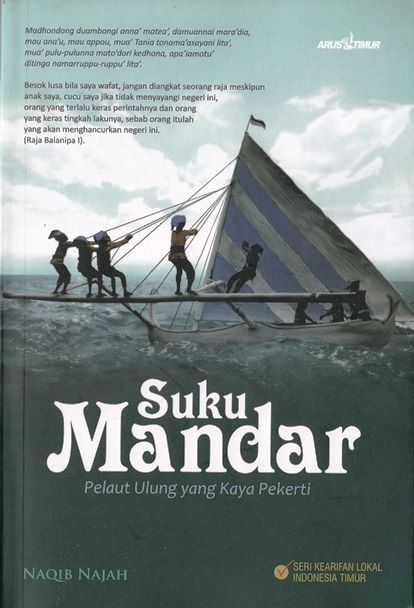 Madhondong duambongi anna' matea', damuannai mara'dia,
mau ana'u, mau appou, mua' Tania tonama'asayani lita',
mua' pulu-pulunna mata'dori kedhona, apa'iamotu'
ditingo namarruppa-ruppu' lita'.
ARUS TIMUR
Besok lusa bila saya wafat, jangan diangkat seorang raja meskipun
anak saya, cucu saya jika tidak menyayangi negeri ini,
orang yang terlalu keras perintahnya dan orang
yang keras tingkah lakunya, sebab orang itulah
yang akan menghancurkan negeri ini.
(Raja Balanipa I).
Suku
Mandar
Pelaut Ulung yang Kaya Pekerti
NAQIB NAJAH
SERI KEARIFAN LOKAL
INDONESIA TIMUR